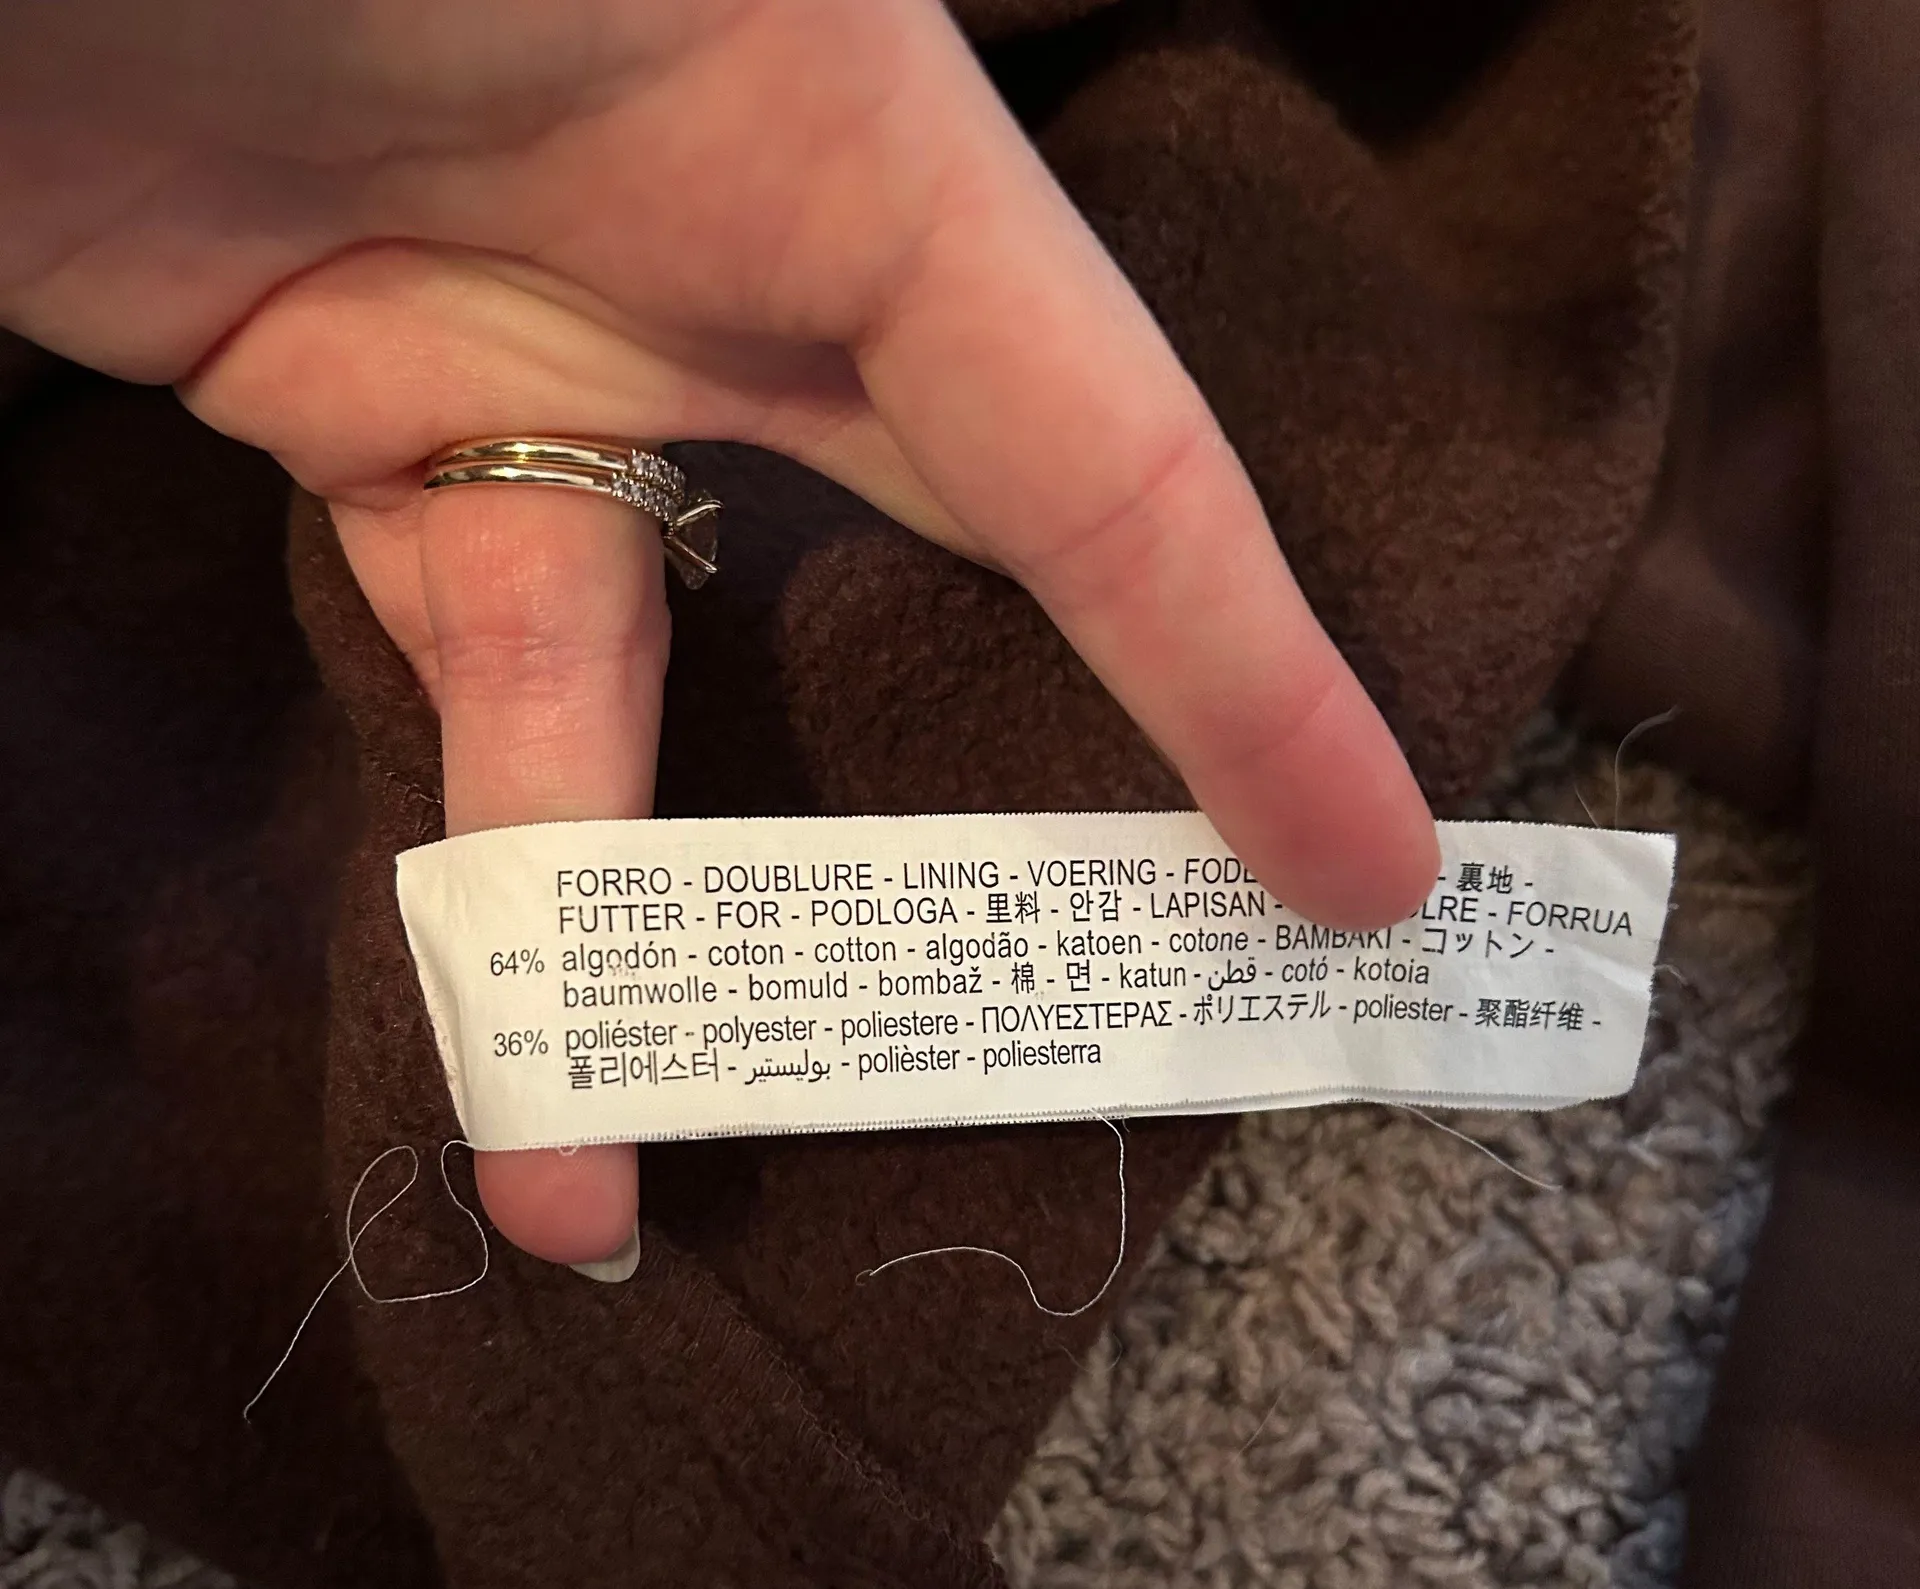 FORRO - DOUBLURE - LINING - VOERING - - 裏地 -
FUTTER - FOR - PODLOGA - 里料 - 안감 - LAPISAN - - FORRUA
64% algodón - coton - cotton - algodão - katoen - cotone - BAMBAKI - コットン -
baumwolle - bomuld - bombaž - 棉 - 면 - katun - قطن - cotó - kotoia
36% poliéster - polyester - poliestere - ΠΟΛΥΕΣΤΕΡΑΣ - ポリエステル - poliester - 聚酯纤维 -
폴리에스터 - بوليستير - polièster - poliesterra